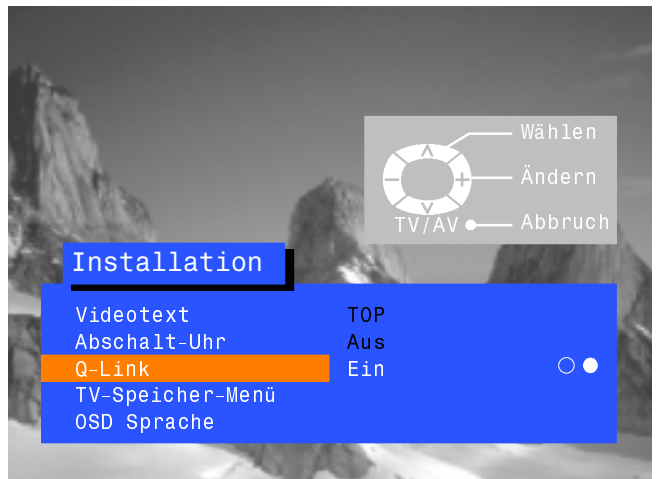 Wählen
Ändern
TV/AV Abbruch
Installation
Videotext TOP
Abschalt-Uhr Aus
Q-Link Ein
TV-Speicher-Menü
OSD Sprache